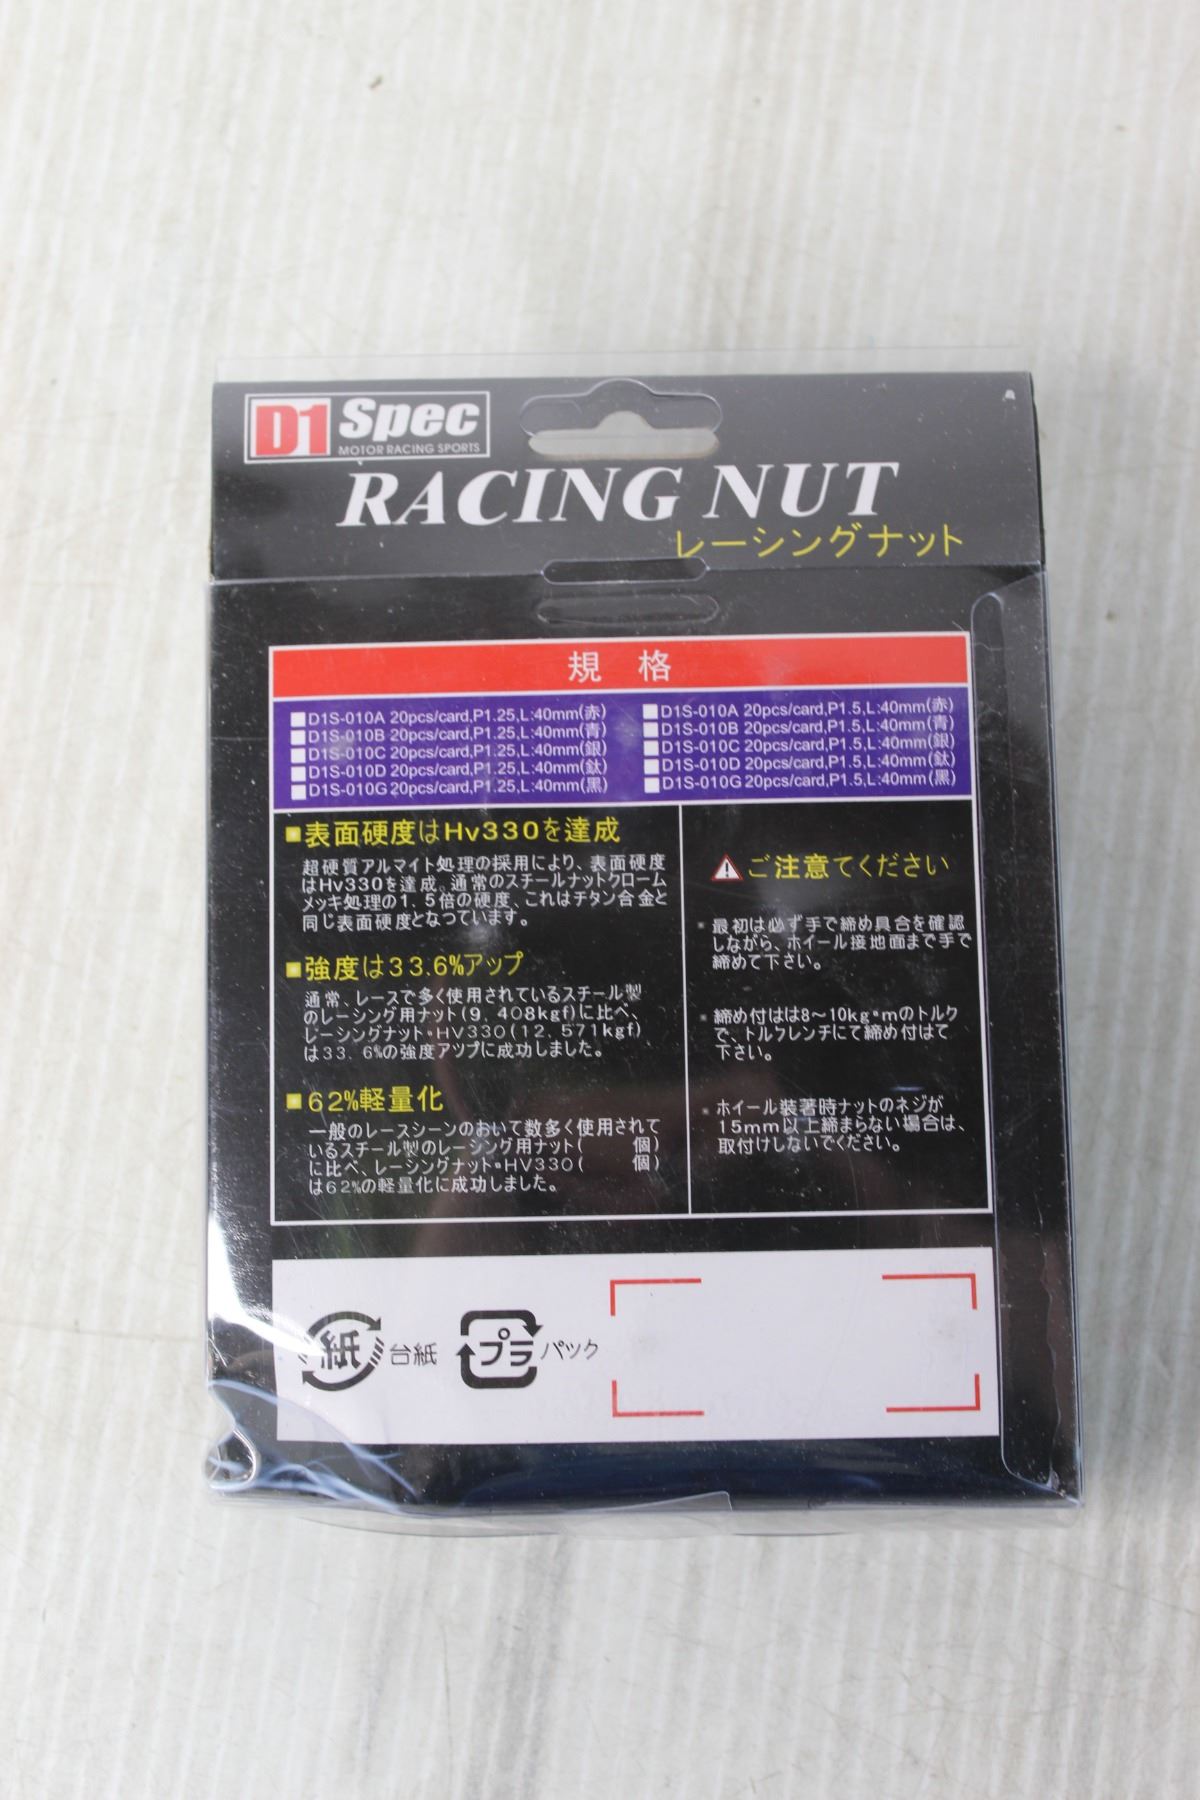 D1 Spec
MOTOR RACING SPORTS
RACING NUT
レーシングナット
規 格
D1S-010A 20pcs/card,P1.25,L:40mm(赤)
D1S-010B 20pcs/card,P1.25,L:40mm(青)
D1S-010C 20pcs/card,P1.25,L:40mm(銀)
D1S-010D 20pcs/card,P1.25,L:40mm(鈦)
D1S-010G 20pcs/card,P1.25,L:40mm(黑)
D1S-010A 20pcs/card,P1.5,L:40mm(赤)
D1S-010B 20pcs/card,P1.5,L:40mm(青)
D1S-010C 20pcs/card,P1.5,L:40mm(銀)
D1S-010D 20pcs/card,P1.5,L:40mm(鈦)
D1S-010G 20pcs/card,P1.5,L:40mm(黑)
表面硬度はHv330を達成
超硬質アルマイト処理の採用により、表面硬度
はHv330を達成。通常のスチールナットクローム
メッキ処理の1.5倍の硬度、これはチタン合金と
同じ表面硬度となつています。
強度は33.6%アップ
通常、レースで多く使用されているスチール製
のレーシング用ナット(9,408kgf)に比べ、
レーシングナット・HV330(12,571kgf)
は33.6%の強度アップに成功しました。
62%軽量化
一般のレースシーンのおいて数多く使用されて
いるスチール製のレーシング用ナット( 個)
に比べ、レーシングナット・HV330( 個)
は62%の軽量化に成功しました。
ご注意てください
最初は必ず手で締め具合を確認
しながら、ホイール接地面まで手で
締めて下さい。
締め付はは8～10kg・mのトルク
で、トルフレンチにて締め付はて
下さい。
ホイール装著時ナットのネジが
15mm以上締まらない場合は、
取付けしないでください。
紙 台紙
プラ パック